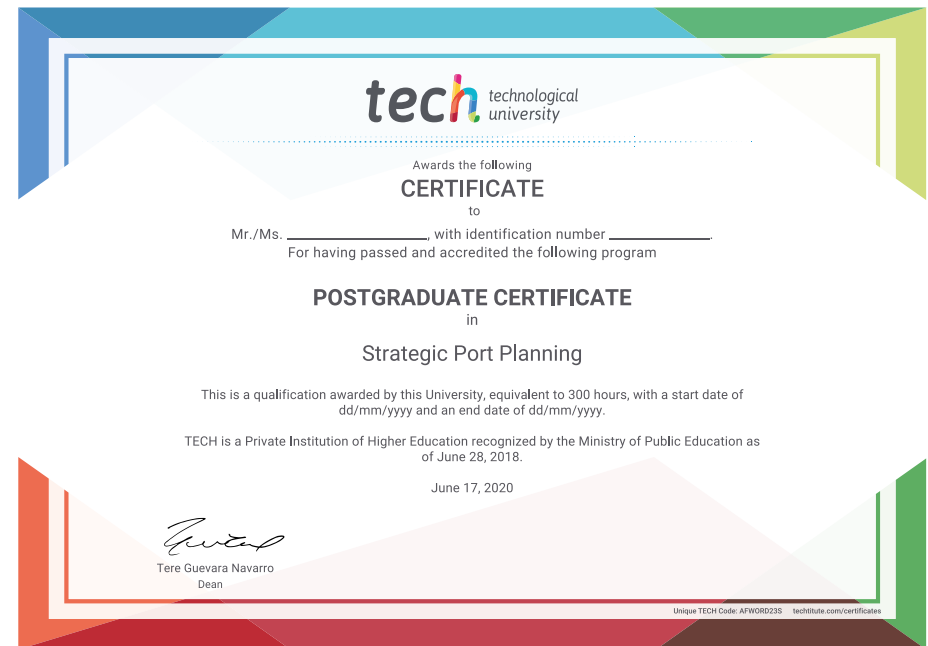 tech technological
university
Awards the following
CERTIFICATE
to
Mr./Ms. ____________________, with identification number ______________.
For having passed and accredited the following program
POSTGRADUATE CERTIFICATE
in
Strategic Port Planning
This is a qualification awarded by this University, equivalent to 300 hours, with a start date of
dd/mm/yyyy and an end date of dd/mm/yyyy.
TECH is a Private Institution of Higher Education recognized by the Ministry of Public Education as
of June 28, 2018.
June 17, 2020
Tere Guevara Navarro
Dean
Unique TECH Code: AFWORD23S techtitute.com/certificates